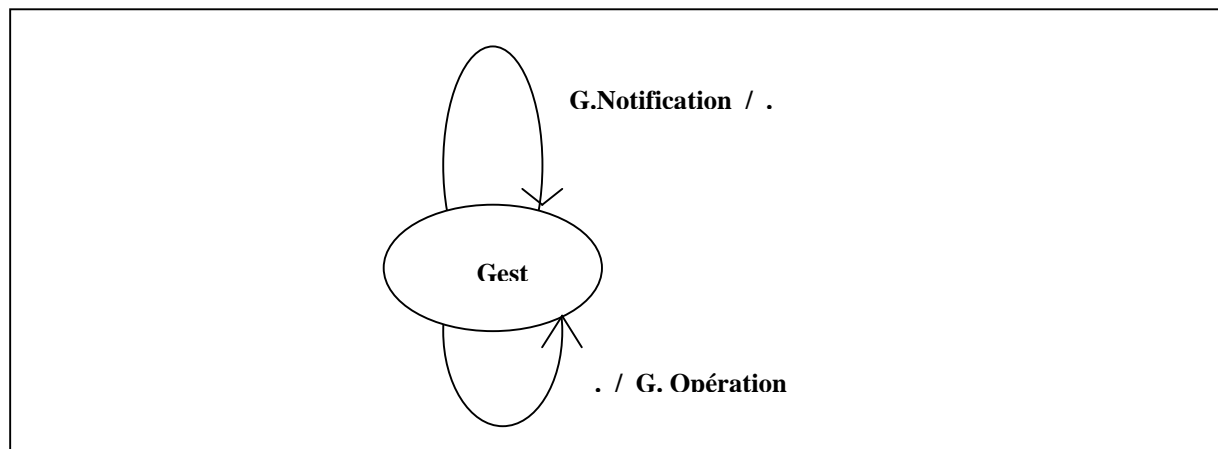 G.Notification / .
Gest
. / G. Opération